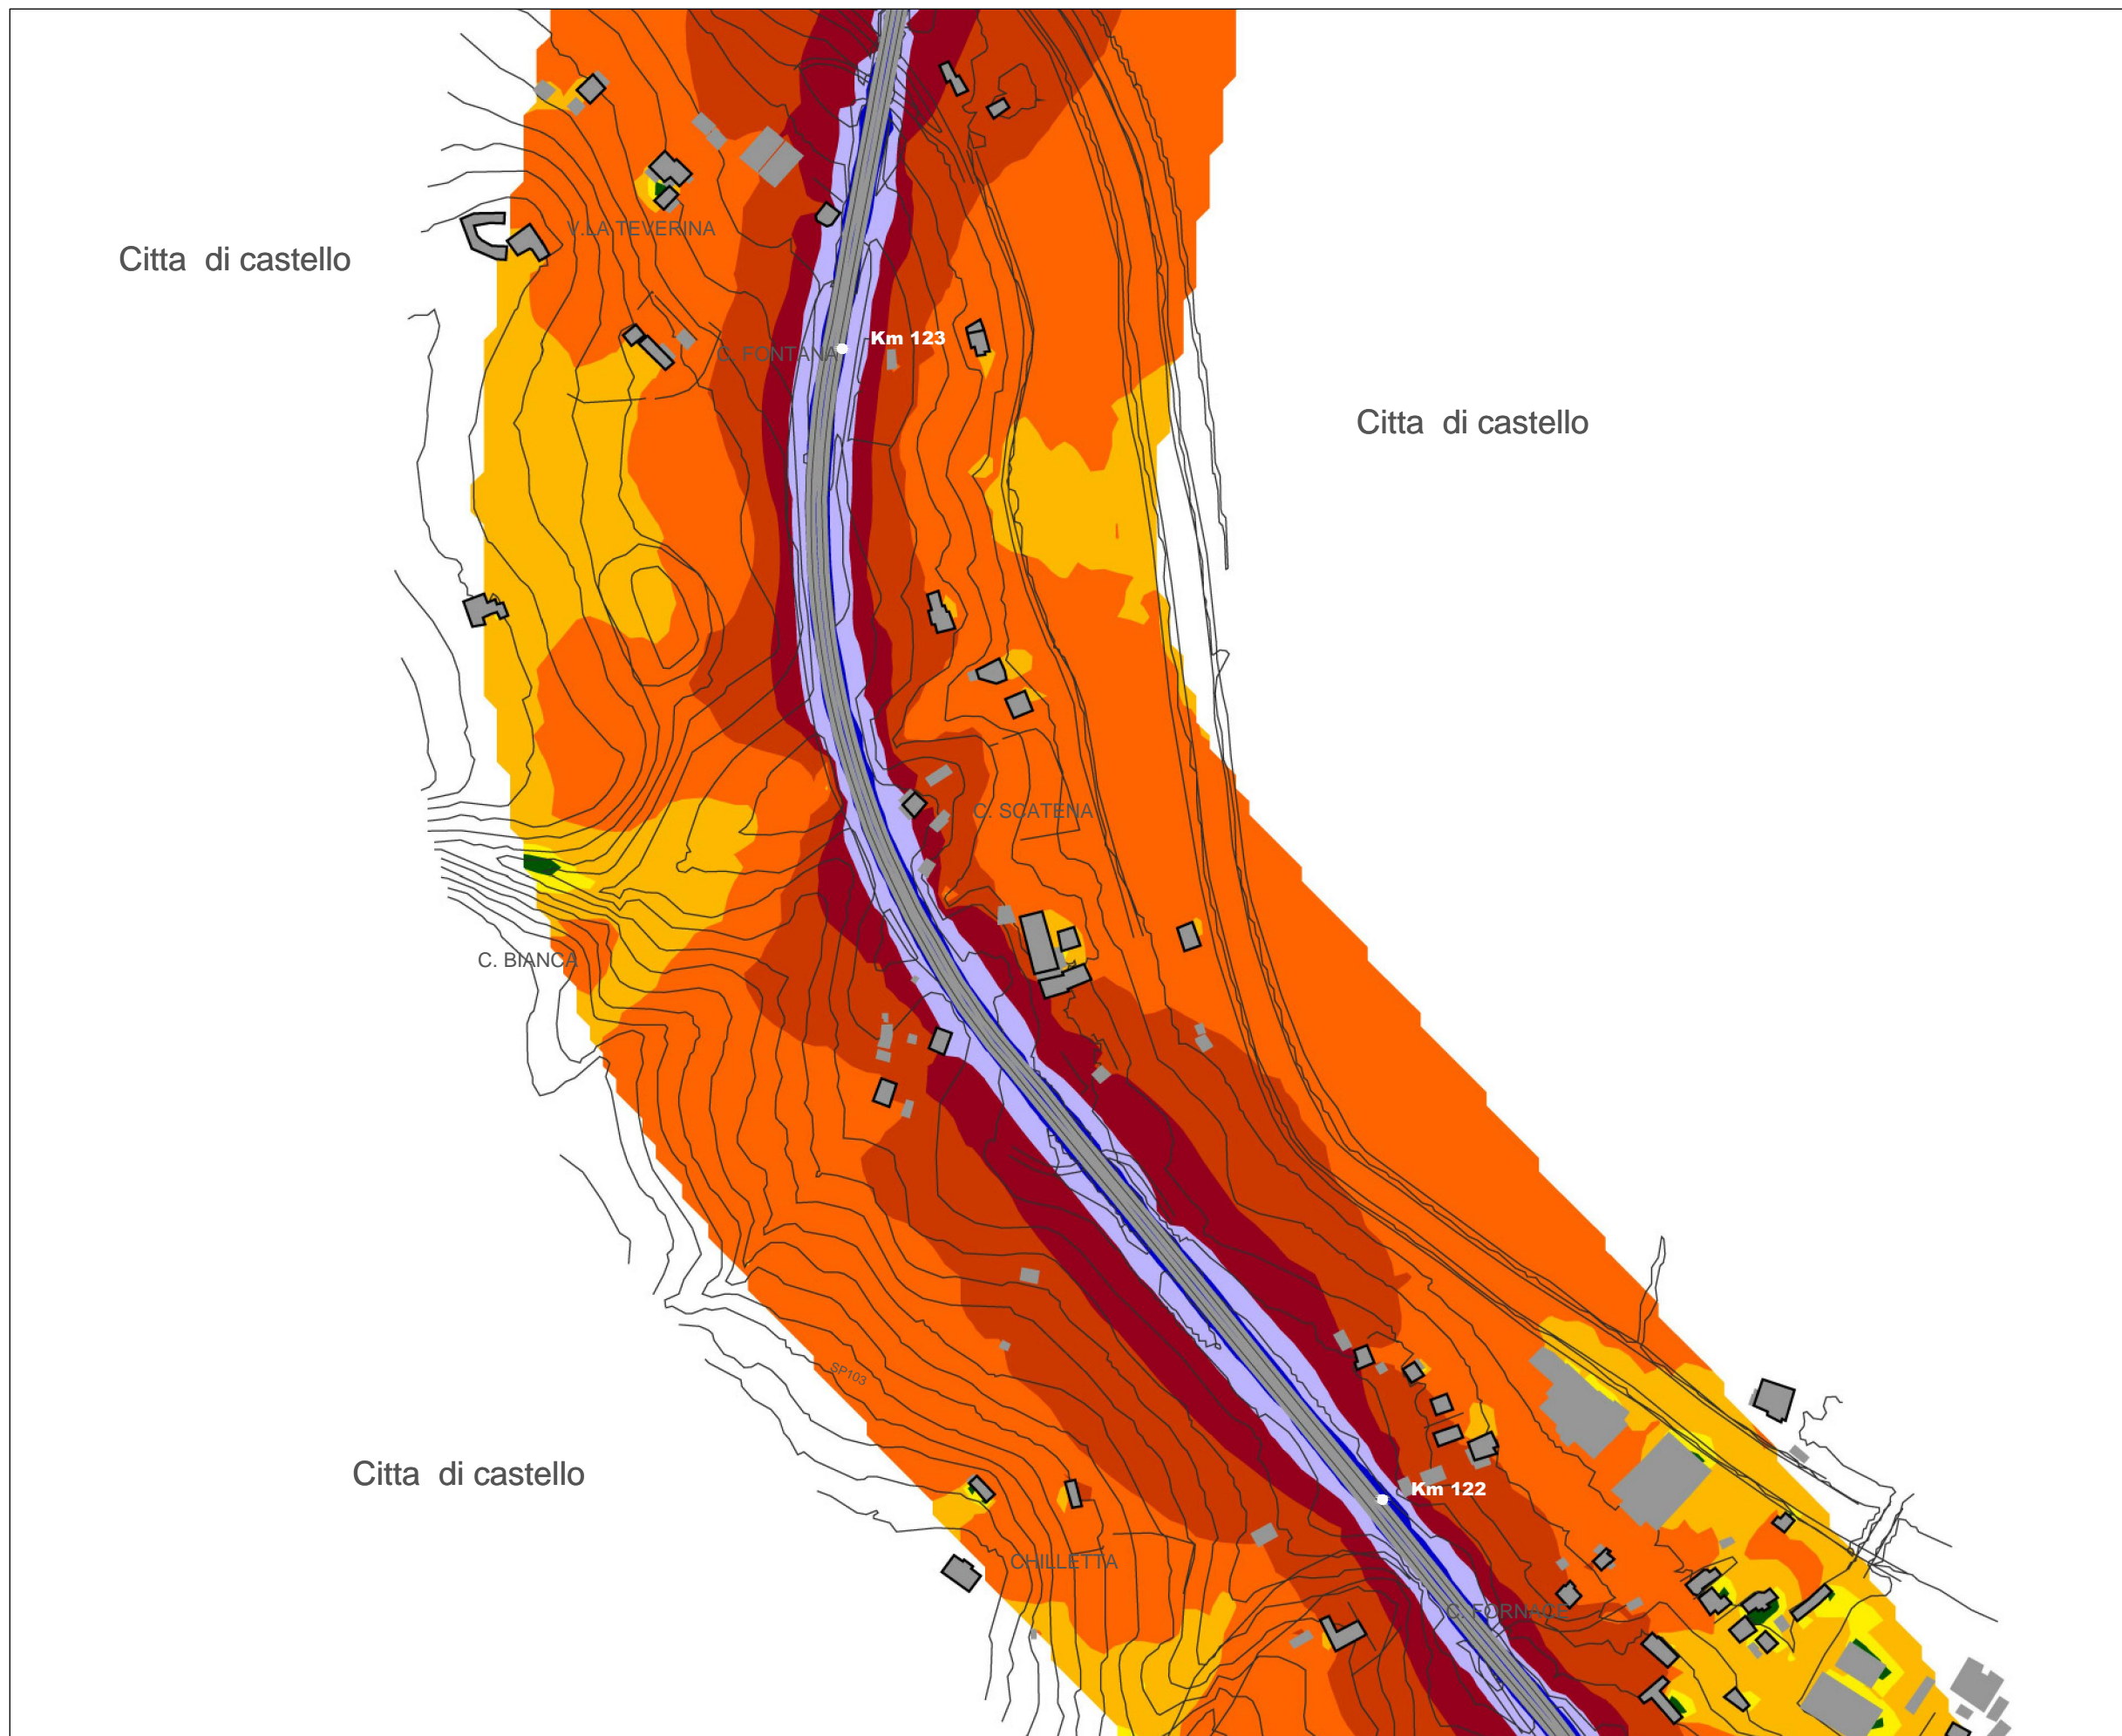 V.LA TEVERINA
Citta di castello
Km 123
C. FONTANA
Citta di castello
C. SCATENA
C. BIANCA
SP103
Citta di castello
Km 122
CHILLETTA
C. FORNACE